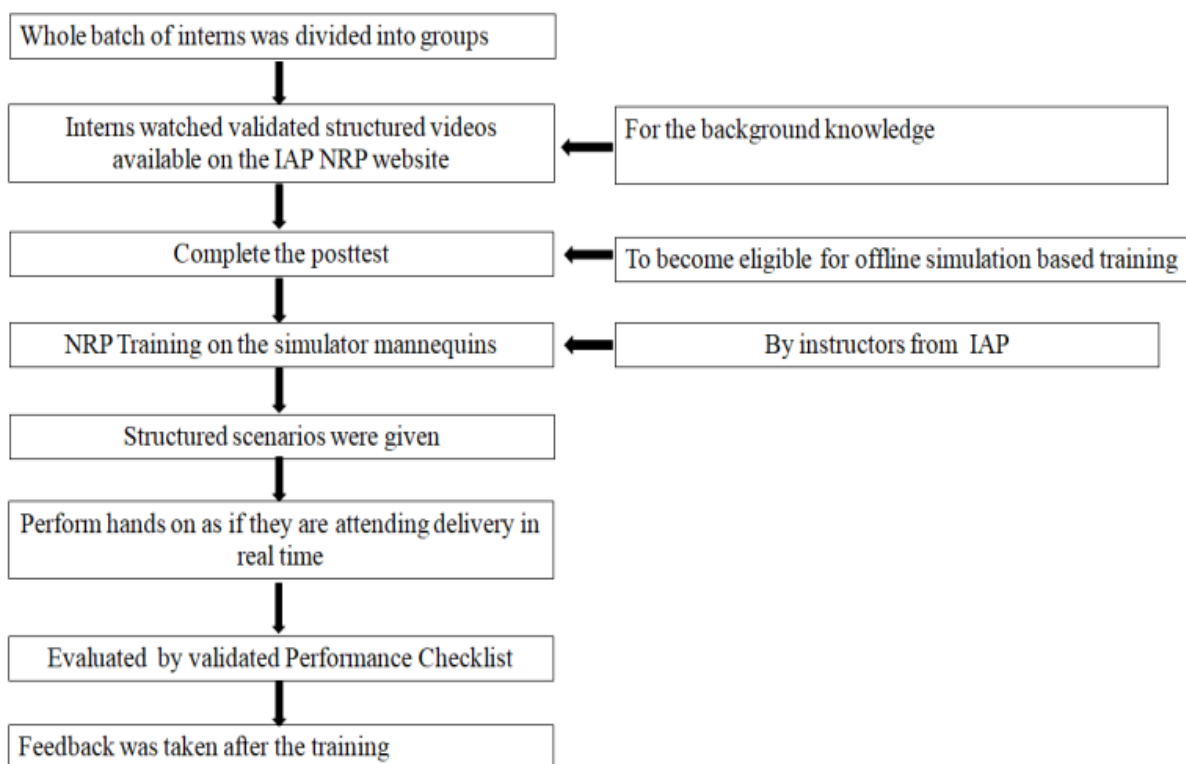 Whole batch of interns was divided into groups
Interns watched validated structured videos
available on the IAP NRP website
For the background knowledge
Complete the posttest
To become eligible for offline simulation based training
NRP Training on the simulator mannequins
By instructors from IAP
Structured scenarios were given
Perform hands on as if they are attending delivery in
real time
Evaluated by validated Performance Checklist
Feedback was taken after the training